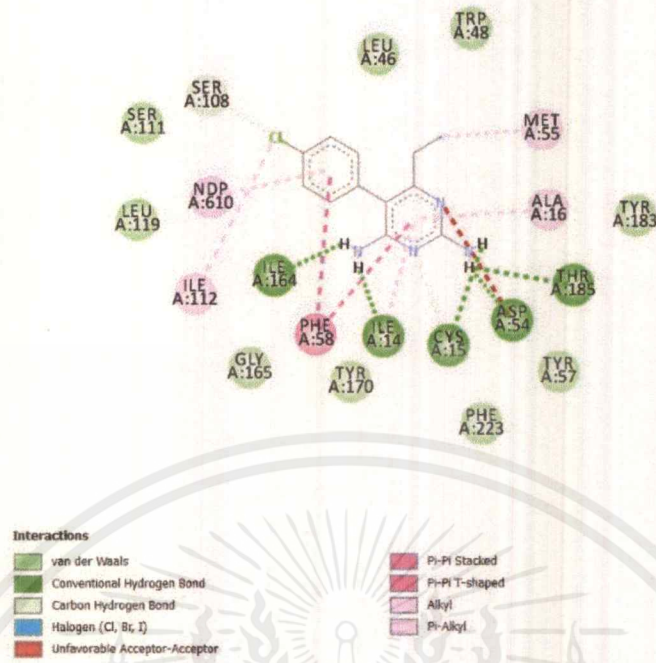 TRP
A:48
LEU
A:46
SER
A:108
SER
A:111
Cl
MET
A:55
NDP
A:610
ALA
A:16
TYR
A:183
LEU
A:119
N
H
H
N
N
N
H
H
ILE
A:164
THR
A:185
ILE
A:112
ASP
A:54
PHE
A:58
ILE
A:14
CYS
A:15
GLY
A:165
TYR
A:170
TYR
A:57
PHE
A:223
Interactions
van der Waals
Conventional Hydrogen Bond
Carbon Hydrogen Bond
Halogen (Cl, Br, I)
Unfavorable Acceptor-Acceptor
Pi-Pi Stacked
Pi-Pi T-shaped
Alkyl
Pi-Alkyl